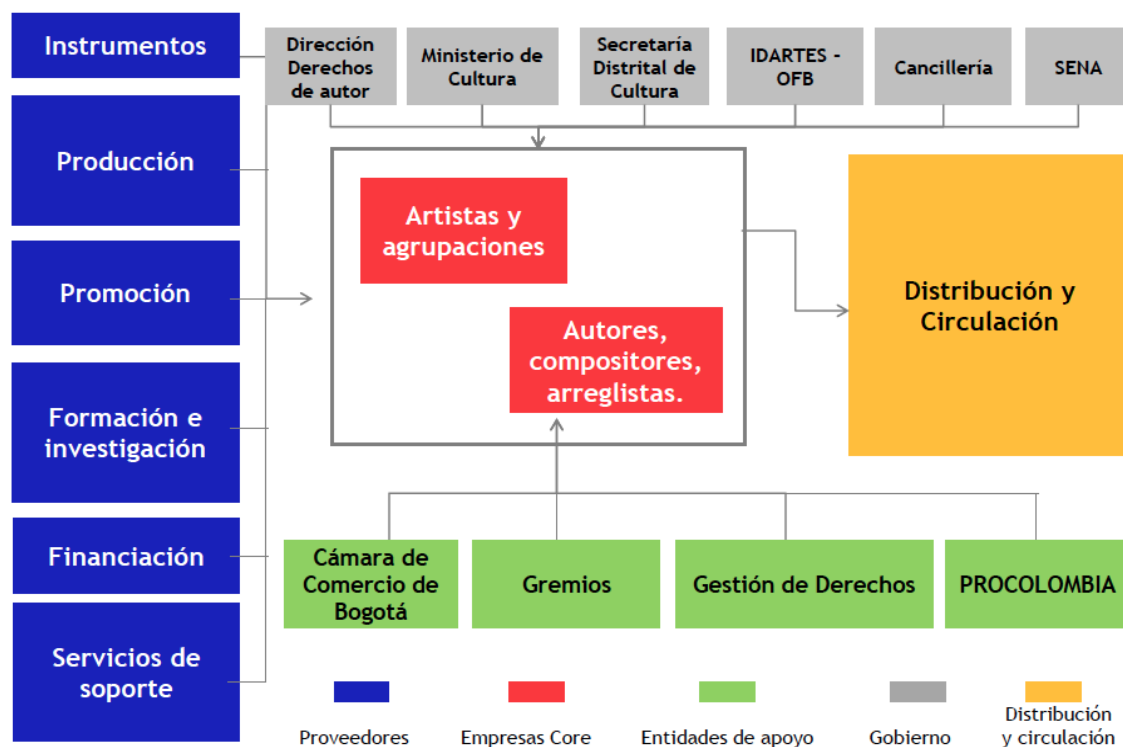 Instrumentos
Dirección
Derechos
de autor
Ministerio de
Cultura
Secretaría
Distrital de
Cultura
IDARTES -
OFB
Cancillería
SENA
Producción
Promoción
Formación e
investigación
Financiación
Servicios de
soporte
Artistas y
agrupaciones
Autores,
compositores,
arreglistas.
Distribución y
Circulación
Cámara de
Comercio de
Bogotá
Gremios
Gestión de Derechos
PROCOLOMBIA
Proveedores
Empresas Core
Entidades de apoyo
Gobierno
Distribución
y circulación